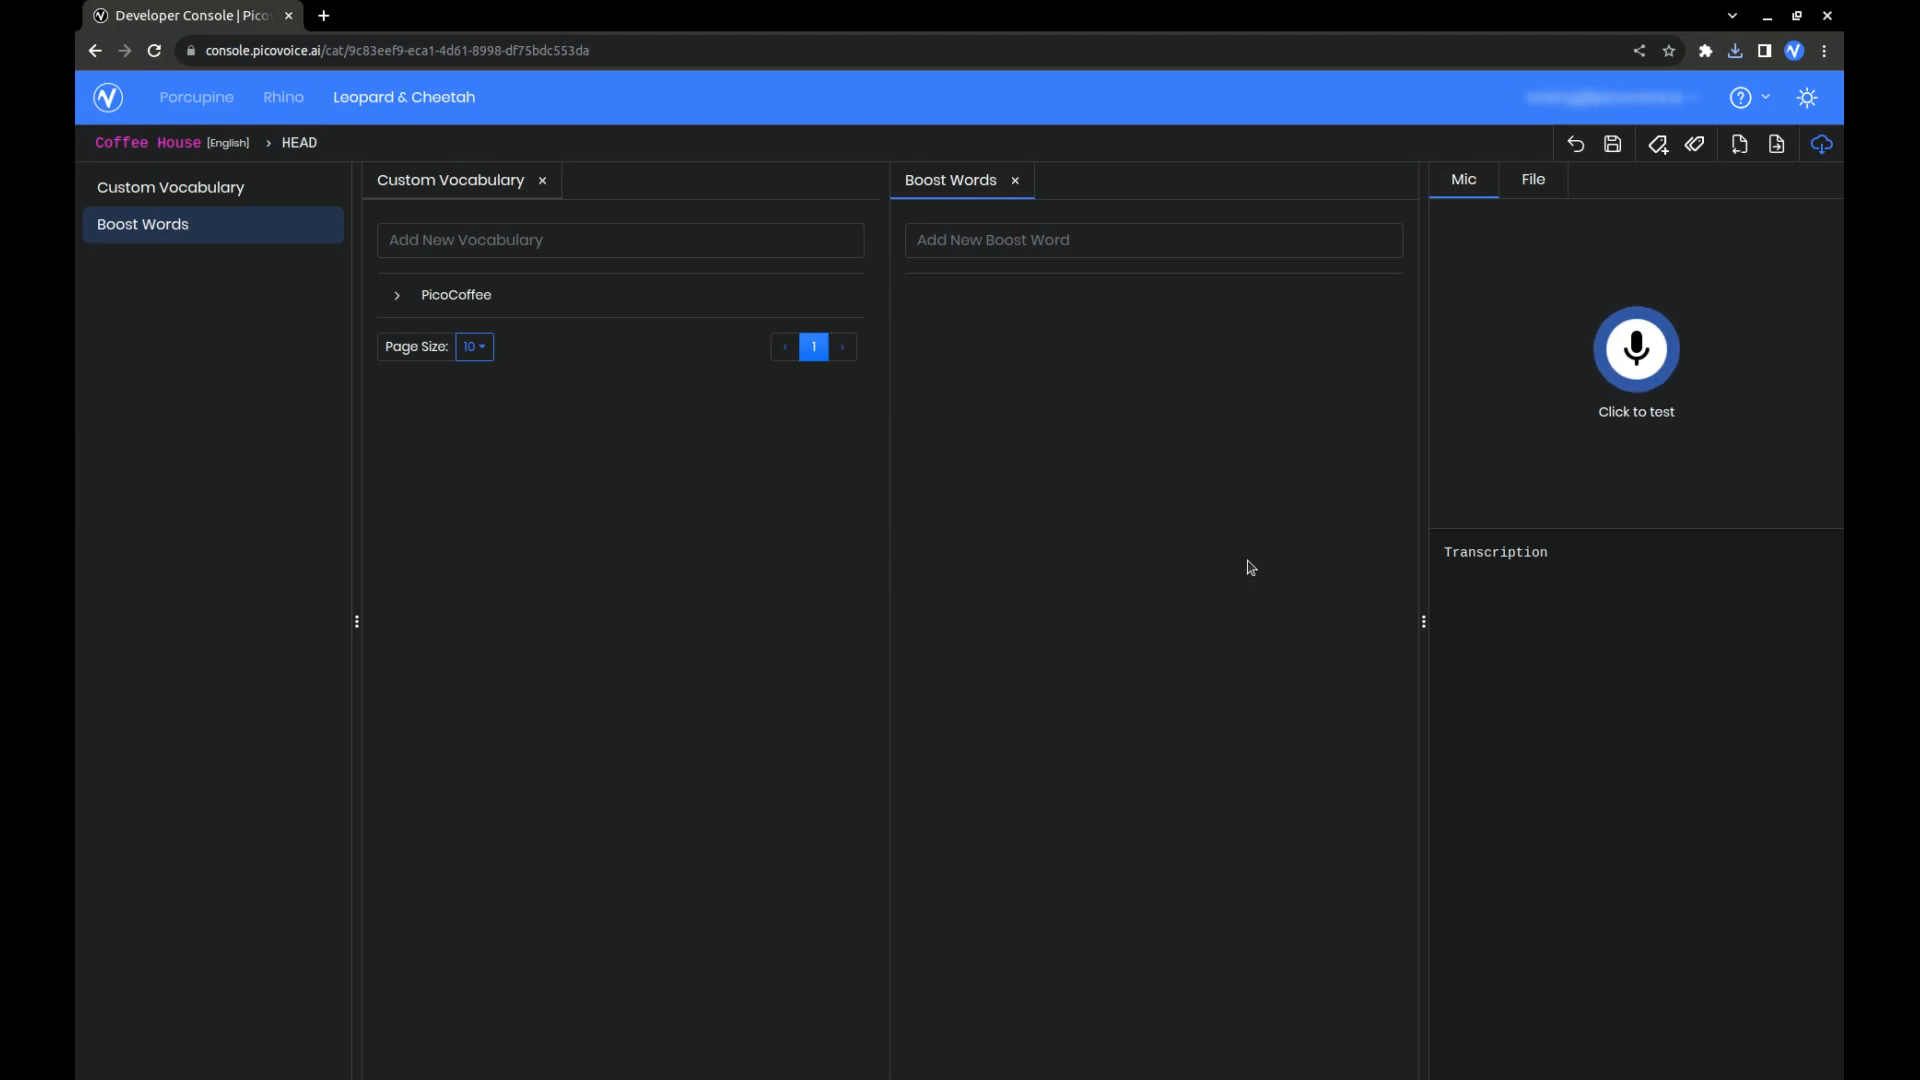 Developer Console | Pico
console.picovoice.ai/cat/9c83eef9-eca1-4d61-8998-df75bdc553da
Porcupine Rhino Leopard & Cheetah
Coffee House [English] › HEAD
Custom Vocabulary
Boost Words
Custom Vocabulary ×
Add New Vocabulary
PicoCoffee
Page Size: 10
‹ 1 ›
Boost Words ×
Add New Boost Word
Mic File
Click to test
Transcription